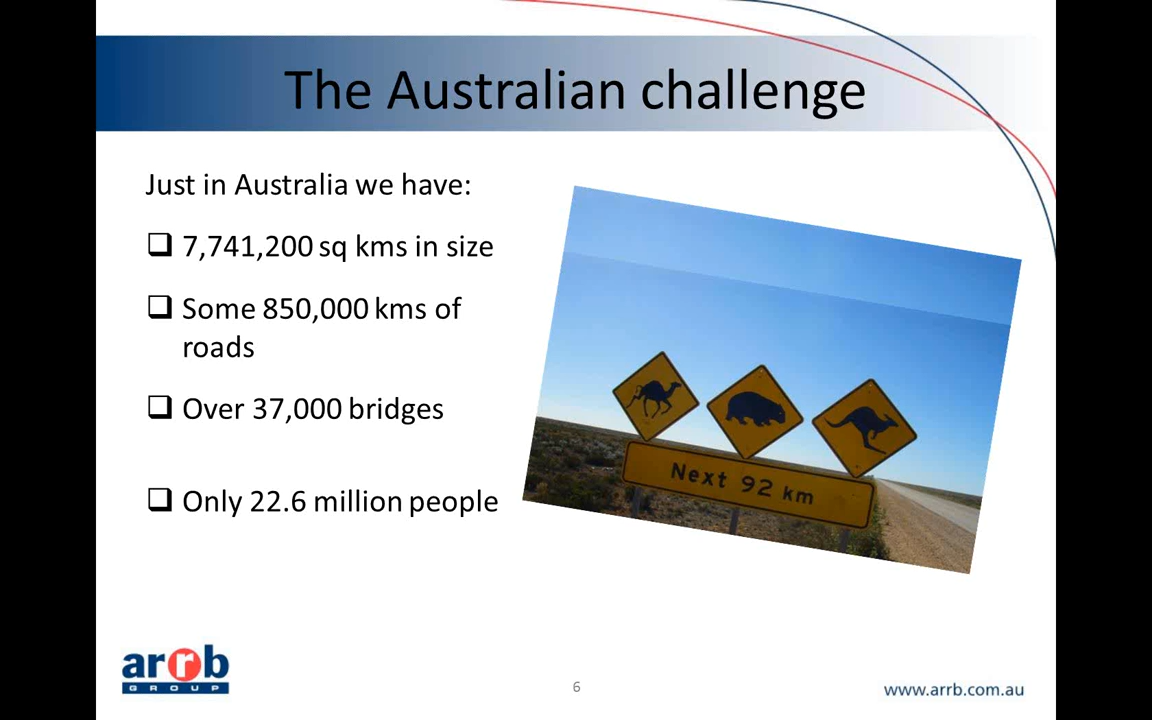 The Australian challenge
Just in Australia we have:
❑ 7,741,200 sq kms in size
❑ Some 850,000 kms of
roads
❑ Over 37,000 bridges
❑ Only 22.6 million people
Next 92 km
arrb
GROUP
6
www.arrb.com.au